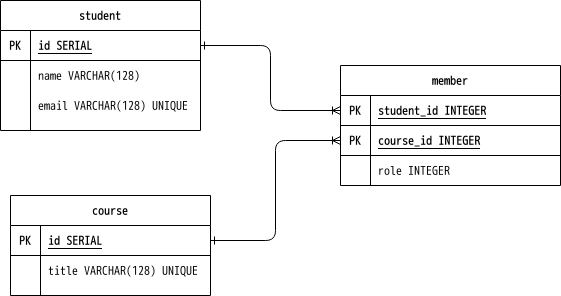 student
PK id SERIAL
name VARCHAR(128)
email VARCHAR(128) UNIQUE
member
PK student_id INTEGER
PK course_id INTEGER
role INTEGER
course
PK id SERIAL
title VARCHAR(128) UNIQUE